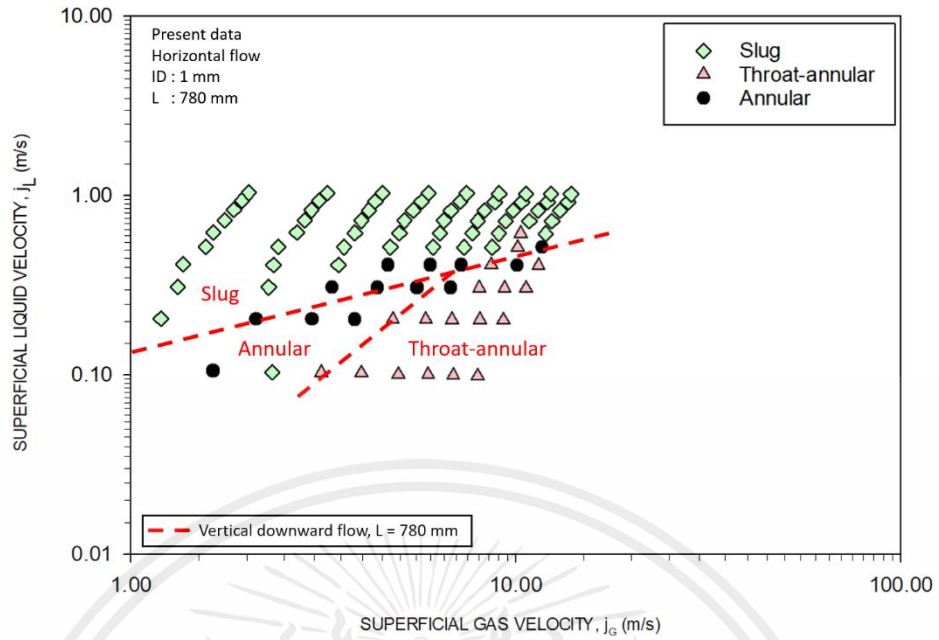 Present data
Horizontal flow
ID : 1 mm
L : 780 mm
Slug
Throat-annular
Annular
SUPERFICIAL LIQUID VELOCITY, jL (m/s)
10.00
1.00
0.10
0.01
Slug
Annular
Throat-annular
Vertical downward flow, L = 780 mm
1.00
10.00
100.00
SUPERFICIAL GAS VELOCITY, jG (m/s)